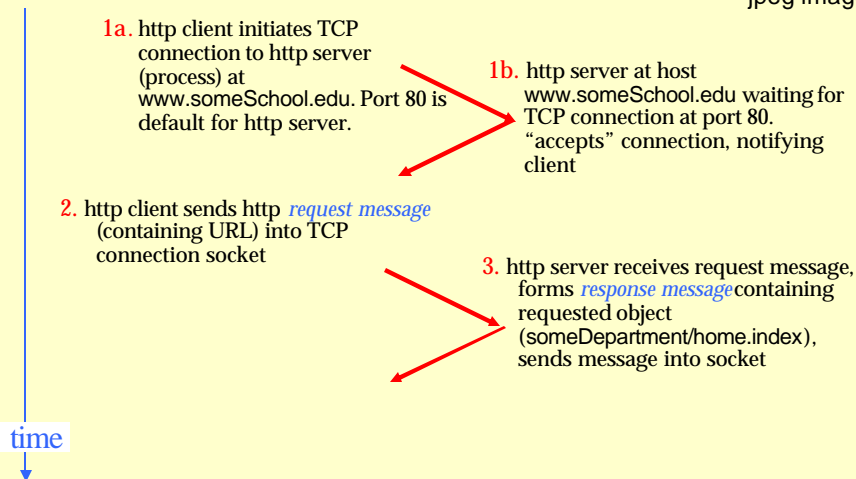 jpeg imag
1a. http client initiates TCP
connection to http server
(process) at
www.someSchool.edu. Port 80 is
default for http server.
1b. http server at host
www.someSchool.edu waiting for
TCP connection at port 80.
“accepts” connection, notifying
client
2. http client sends http request message
(containing URL) into TCP
connection socket
3. http server receives request message,
forms response message containing
requested object
(someDepartment/home.index),
sends message into socket
time